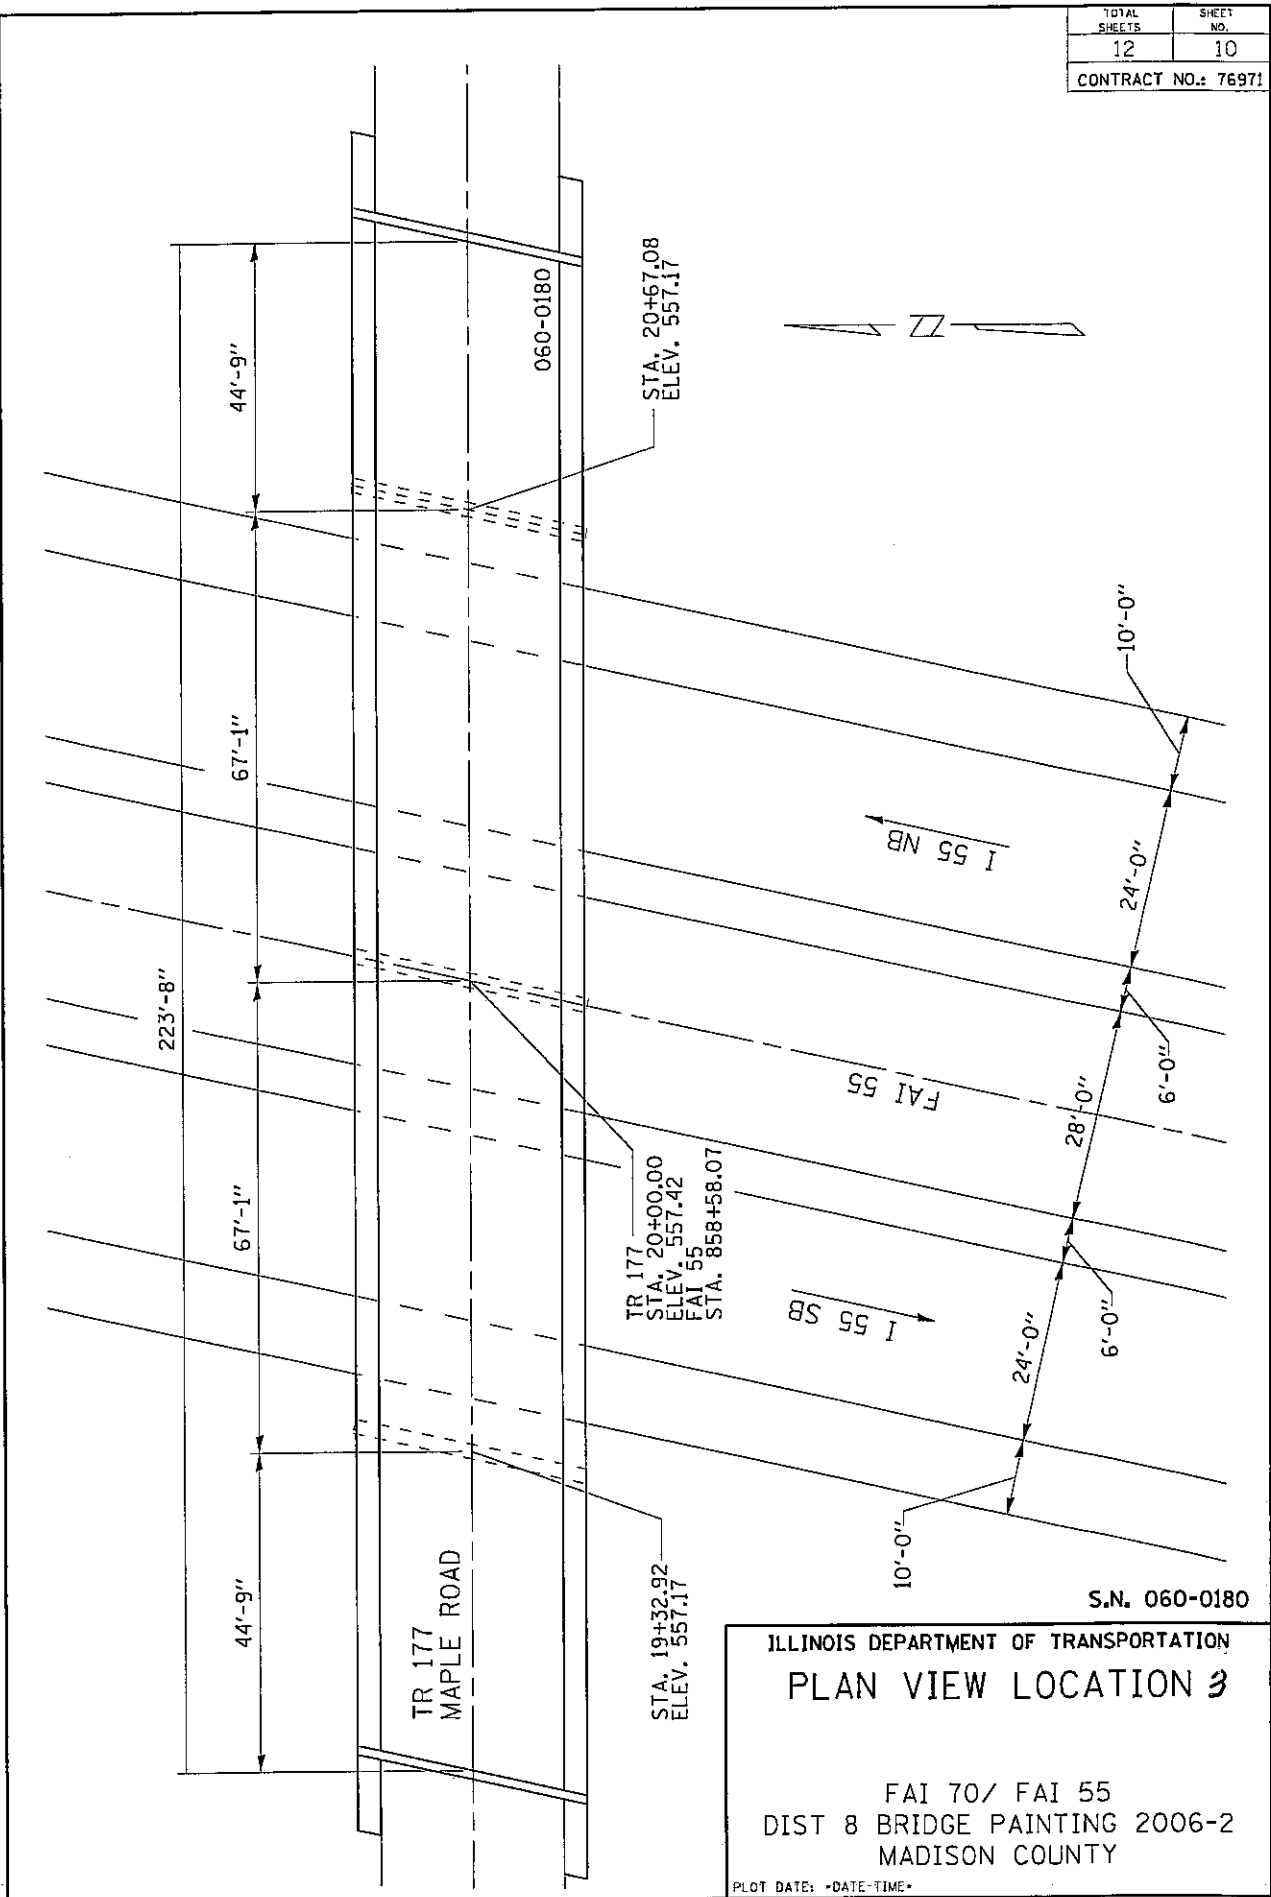 TOTAL SHEETS
SHEET NO.
12
10
CONTRACT NO.: 76971
44'-9"
67'-1"
223'-8"
67'-1"
44'-9"
060-0180
STA. 20+67.08
ELEV. 557.17
TR 177
STA. 20+00.00
ELEV. 557.42
FAI 55
STA. 858+58.07
STA. 19+32.92
ELEV. 557.17
TR 177
MAPLE ROAD
N
I 55 NB
FAI 55
I 55 SB
10'-0"
24'-0"
6'-0"
28'-0"
6'-0"
24'-0"
10'-0"
S.N. 060-0180
ILLINOIS DEPARTMENT OF TRANSPORTATION
PLAN VIEW LOCATION 3
FAI 70/ FAI 55
DIST 8 BRIDGE PAINTING 2006-2
MADISON COUNTY
PLOT DATE: *DATE-TIME*